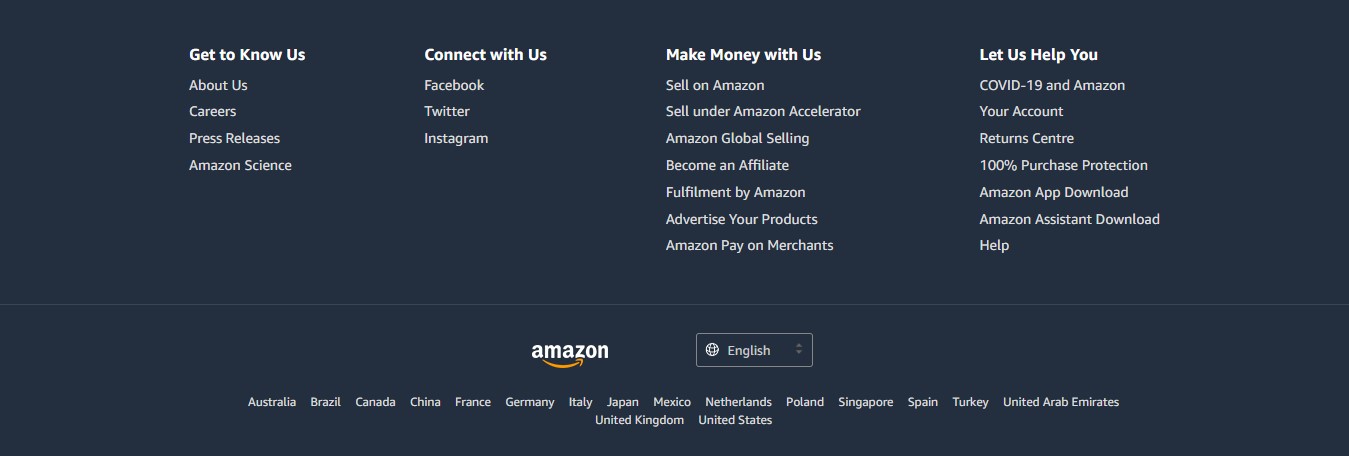 Get to Know Us
About Us
Careers
Press Releases
Amazon Science
Connect with Us
Facebook
Twitter
Instagram
Make Money with Us
Sell on Amazon
Sell under Amazon Accelerator
Amazon Global Selling
Become an Affiliate
Fulfilment by Amazon
Advertise Your Products
Amazon Pay on Merchants
Let Us Help You
COVID-19 and Amazon
Your Account
Returns Centre
100% Purchase Protection
Amazon App Download
Amazon Assistant Download
Help
amazon
English
Australia Brazil Canada China France Germany Italy Japan Mexico Netherlands Poland Singapore Spain Turkey United Arab Emirates
United Kingdom United States